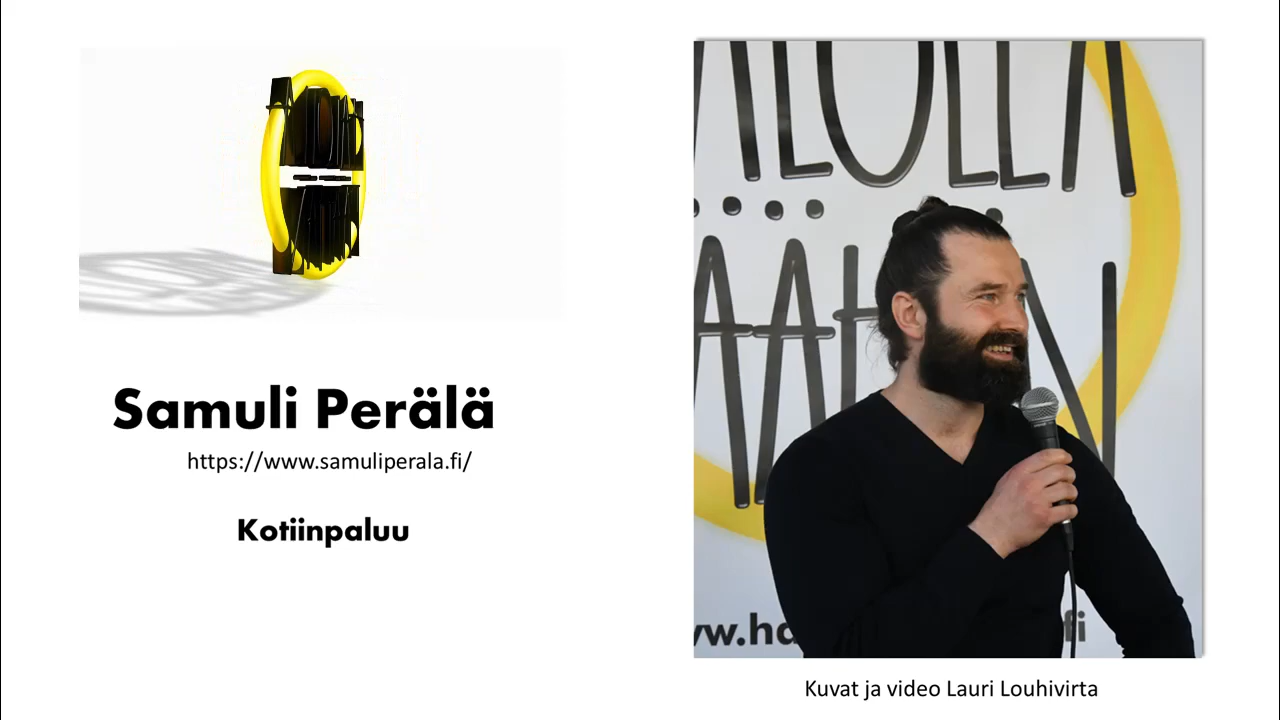 Samuli Perälä
https://www.samuliperala.fi/
Kotiinpaluu
Kuvat ja video Lauri Louhivirta